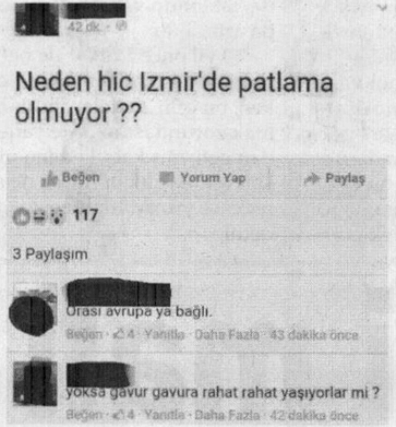 42 dk.
Neden hic Izmir'de patlama
olmuyor ??
Beğen Yorum Yap Paylaş
117
3 Paylaşım
Orası avrupa ya bağlı.
Beğen · 4 · Yanıtla · Daha Fazla · 43 dakika önce
yoksa gavur gavura rahat rahat yaşıyorlar mi ?
Beğen · 4 · Yanıtla · Daha Fazla · 42 dakika önce